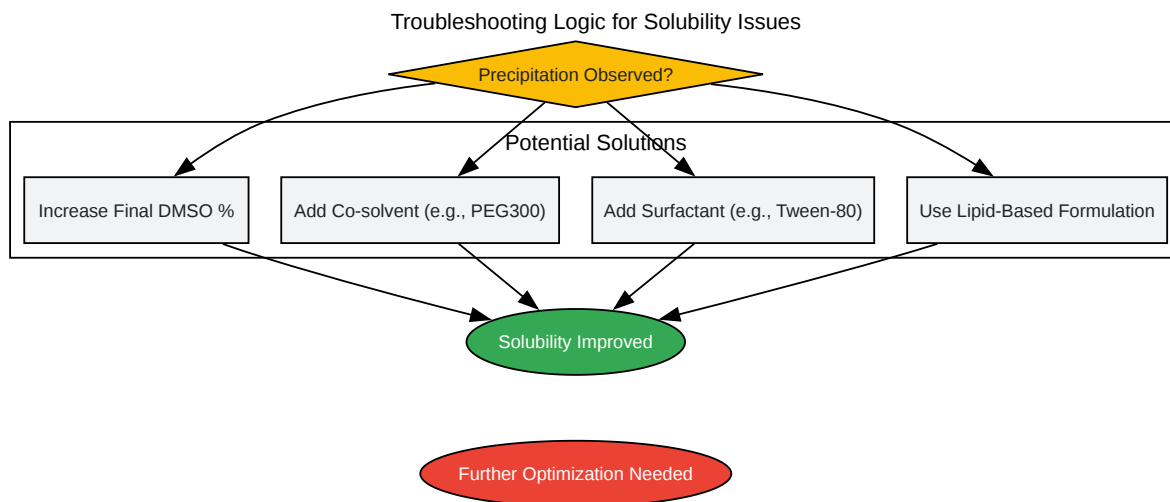 Troubleshooting Logic for Solubility Issues
Precipitation Observed?
Potential Solutions
Increase Final DMSO %
Add Co-solvent (e.g., PEG300)
Add Surfactant (e.g., Tween-80)
Use Lipid-Based Formulation
Solubility Improved
Further Optimization Needed